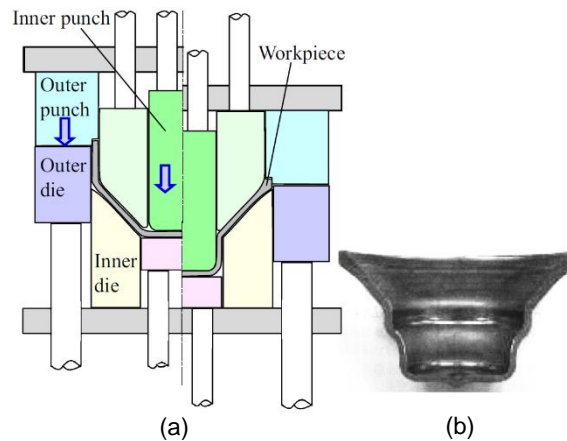 Inner punch
Workpiece
Outer
punch
Outer
die
Inner
die
(a)
(b)